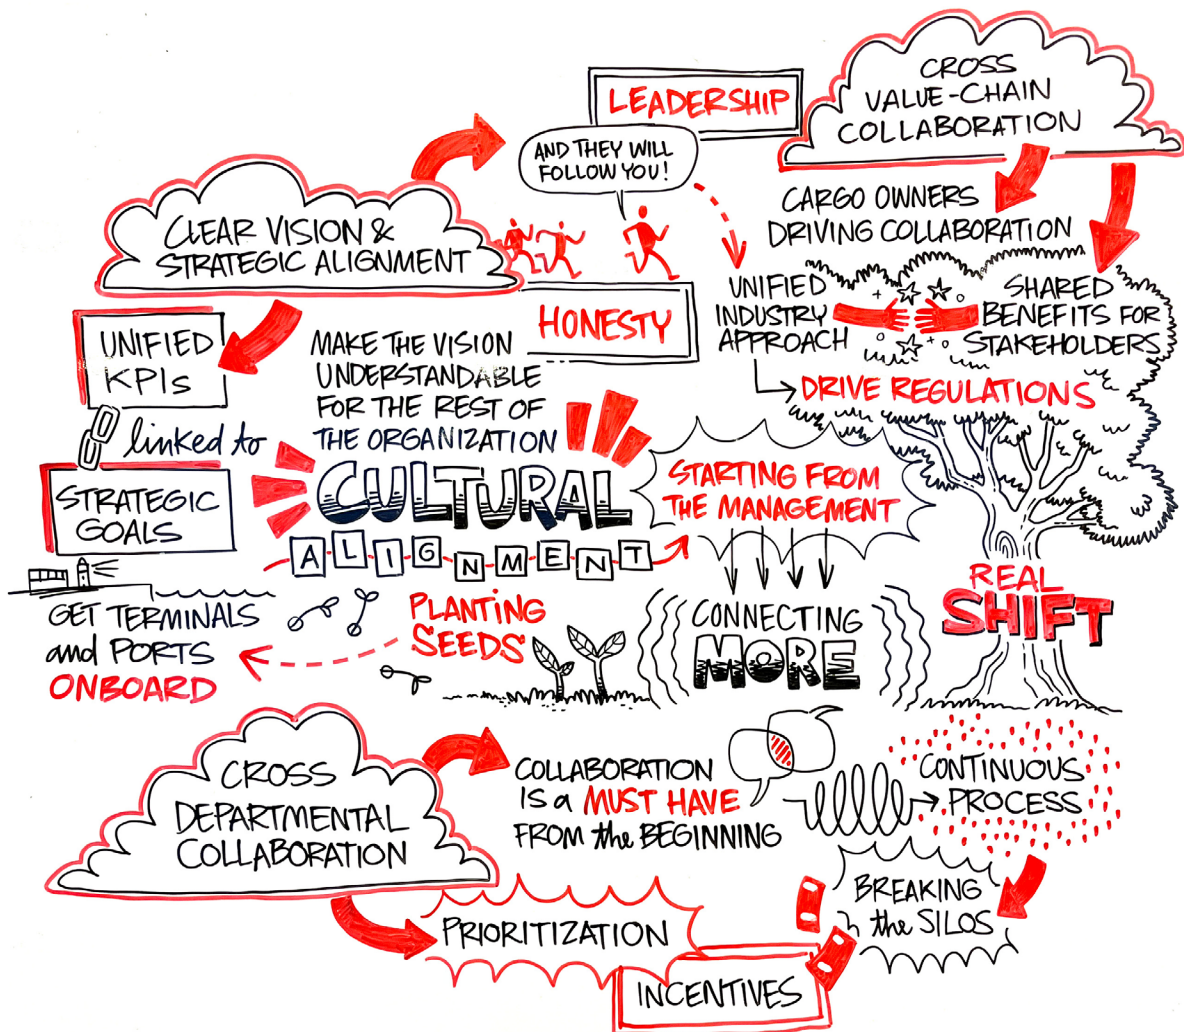 LEADERSHIP
CROSS
VALUE-CHAIN
COLLABORATION
AND THEY WILL
FOLLOW YOU!
CLEAR VISION &
STRATEGIC ALIGNMENT
CARGO OWNERS
DRIVING COLLABORATION
UNIFIED
INDUSTRY
APPROACH
SHARED
BENEFITS FOR
STAKEHOLDERS
DRIVE REGULATIONS
HONESTY
UNIFIED
KPIs
linked to
STRATEGIC
GOALS
MAKE THE VISION
UNDERSTANDABLE
FOR THE REST OF
THE ORGANIZATION
CULTURAL
ALIGNMENT
STARTING FROM
THE MANAGEMENT
CONNECTING
MORE
REAL
SHIFT
GET TERMINALS
and PORTS
ONBOARD
PLANTING
SEEDS
CROSS
DEPARTMENTAL
COLLABORATION
COLLABORATION
IS a MUST HAVE
FROM the BEGINNING
CONTINUOUS
PROCESS
BREAKING
the SILOS
PRIORITIZATION
INCENTIVES